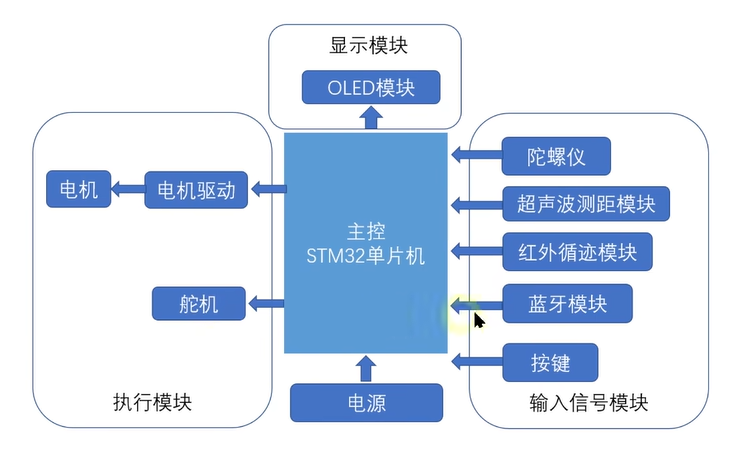 显示模块
OLED模块
电机
电机驱动
舵机
执行模块
主控
STM32单片机
电源
陀螺仪
超声波测距模块
红外循迹模块
蓝牙模块
按键
输入信号模块